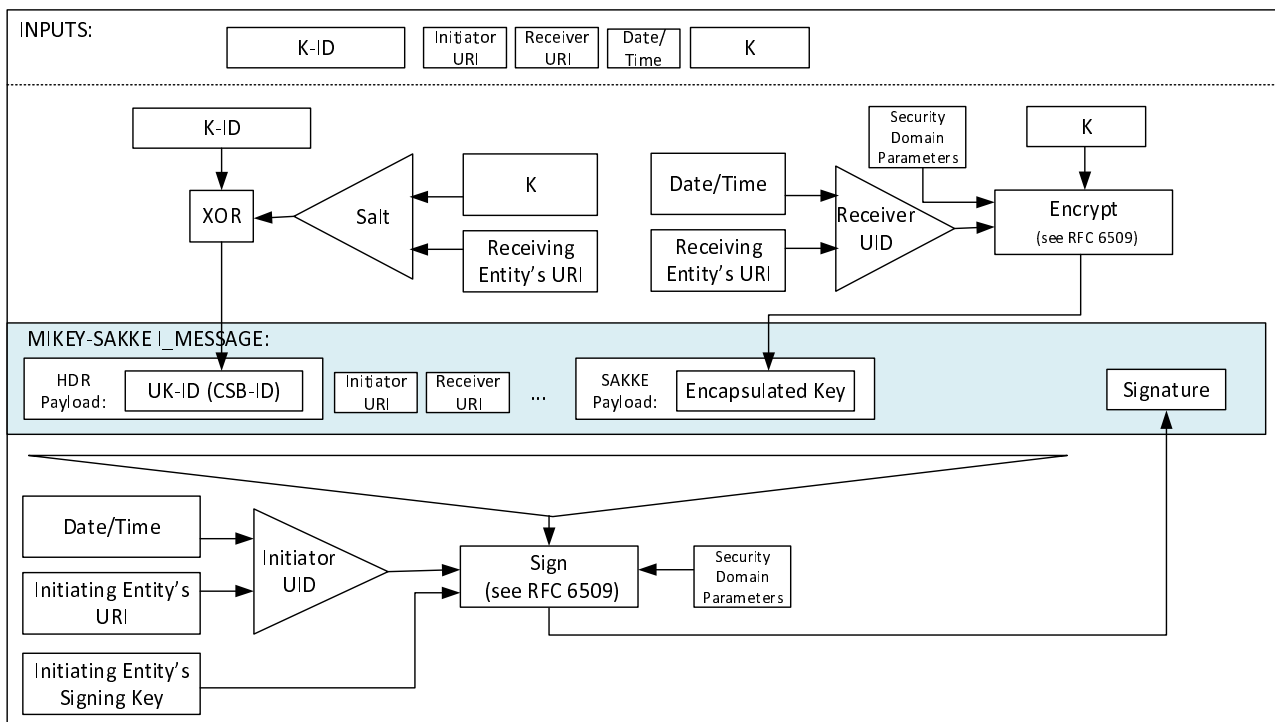 INPUTS:
K-ID
Initiator
URI
Receiver
URI
Date/
Time
K
K-ID
XOR
Salt
K
Receiving
Entity's URI
Date/Time
Receiving
Entity's URI
Receiver
UID
Security
Domain
Parameters
K
Encrypt
(see RFC 6509)
MIKEY-SAKKE I_MESSAGE:
HDR
Payload:
UK-ID (CSB-ID)
Initiator
URI
Receiver
URI
...
SAKKE
Payload:
Encapsulated Key
Signature
Date/Time
Initiating Entity's
URI
Initiator
UID
Initiating Entity's
Signing Key
Sign
(see RFC 6509)
Security
Domain
Parameters